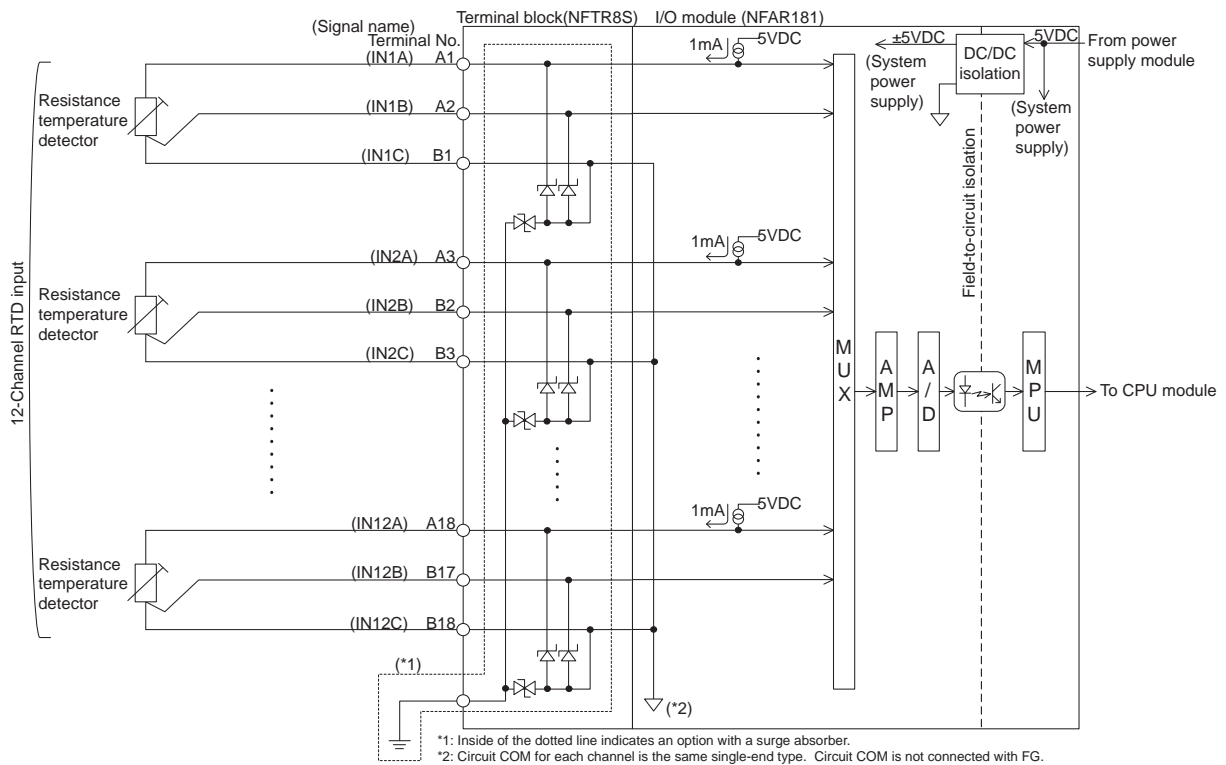 Terminal block(NFTR8S) I/O module (NFAR181)
(Signal name)
Terminal No.
(IN1A) A1
1mA
5VDC
±5VDC
(System
power
supply)
DC/DC
isolation
5VDC
From power
supply module
(System
power
supply)
Resistance
temperature
detector
(IN1B) A2
(IN1C) B1
Field-to-circuit isolation
12-Channel RTD input
(IN2A) A3
1mA
5VDC
Resistance
temperature
detector
(IN2B) B2
(IN2C) B3
MUX
AMP
A/D
MPU
To CPU module
(IN12A) A18
1mA
5VDC
Resistance
temperature
detector
(IN12B) B17
(IN12C) B18
(*1)
(*2)
*1: Inside of the dotted line indicates an option with a surge absorber.
*2: Circuit COM for each channel is the same single-end type. Circuit COM is not connected with FG.